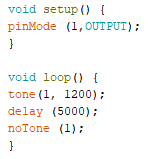 void setup() {
pinMode (1,OUTPUT);
}

void loop() {
tone(1, 1200);
delay (5000);
noTone (1);
}